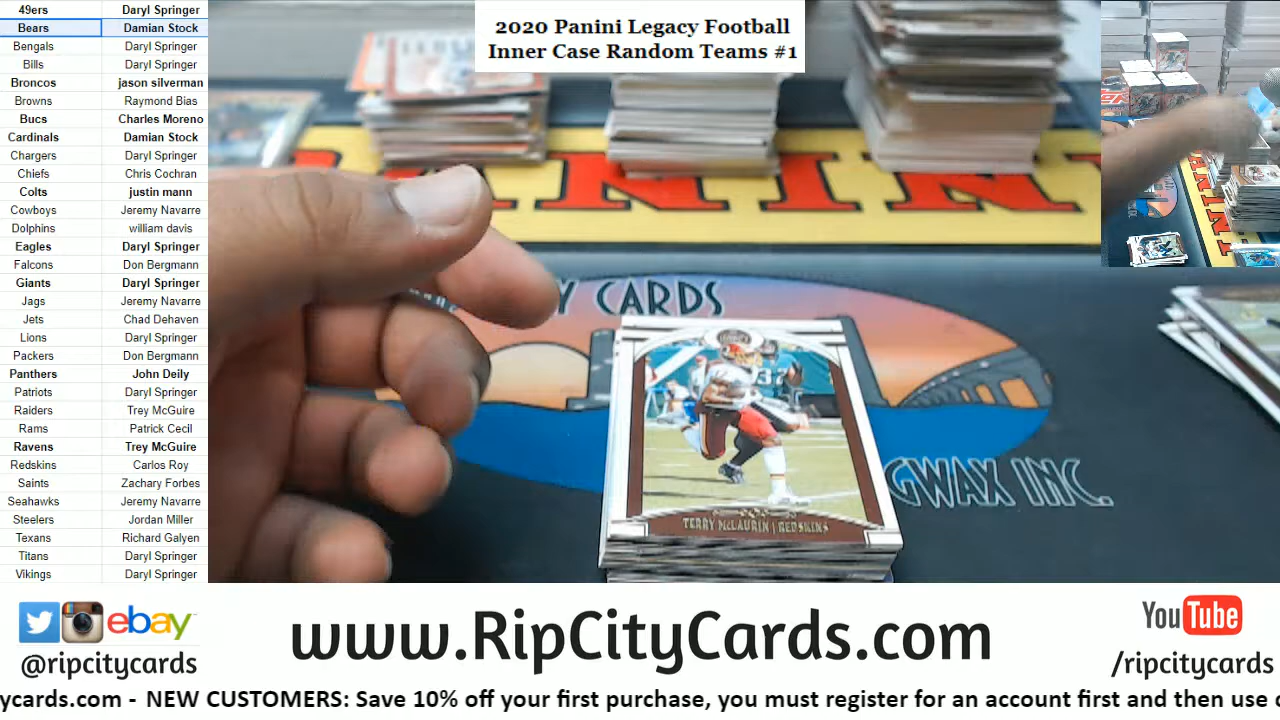 49ers Daryl Springer
Bears Damian Stock
Bengals Daryl Springer
Bills Daryl Springer
Broncos jason silverman
Browns Raymond Bias
Bucs Charles Moreno
Cardinals Damian Stock
Chargers Daryl Springer
Chiefs Chris Cochran
Colts justin mann
Cowboys Jeremy Navarre
Dolphins william davis
Eagles Daryl Springer
Falcons Don Bergmann
Giants Daryl Springer
Jags Jeremy Navarre
Jets Chad Dehaven
Lions Daryl Springer
Packers Don Bergmann
Panthers John Deily
Patriots Daryl Springer
Raiders Trey McGuire
Rams Patrick Cecil
Ravens Trey McGuire
Redskins Carlos Roy
Saints Zachary Forbes
Seahawks Jeremy Navarre
Steelers Jordan Miller
Texans Richard Galyen
Titans Daryl Springer
Vikings Daryl Springer
2020 Panini Legacy Football
Inner Case Random Teams #1
ANINI PANIN
Y CARDS
GWAX INC.
37
TERRY McLAURIN | REDSKINS
ebay
@ripcitycards
www.RipCityCards.com
YouTube
/ripcitycards
ycards.com - NEW CUSTOMERS: Save 10% off your first purchase, you must register for an account first and then use